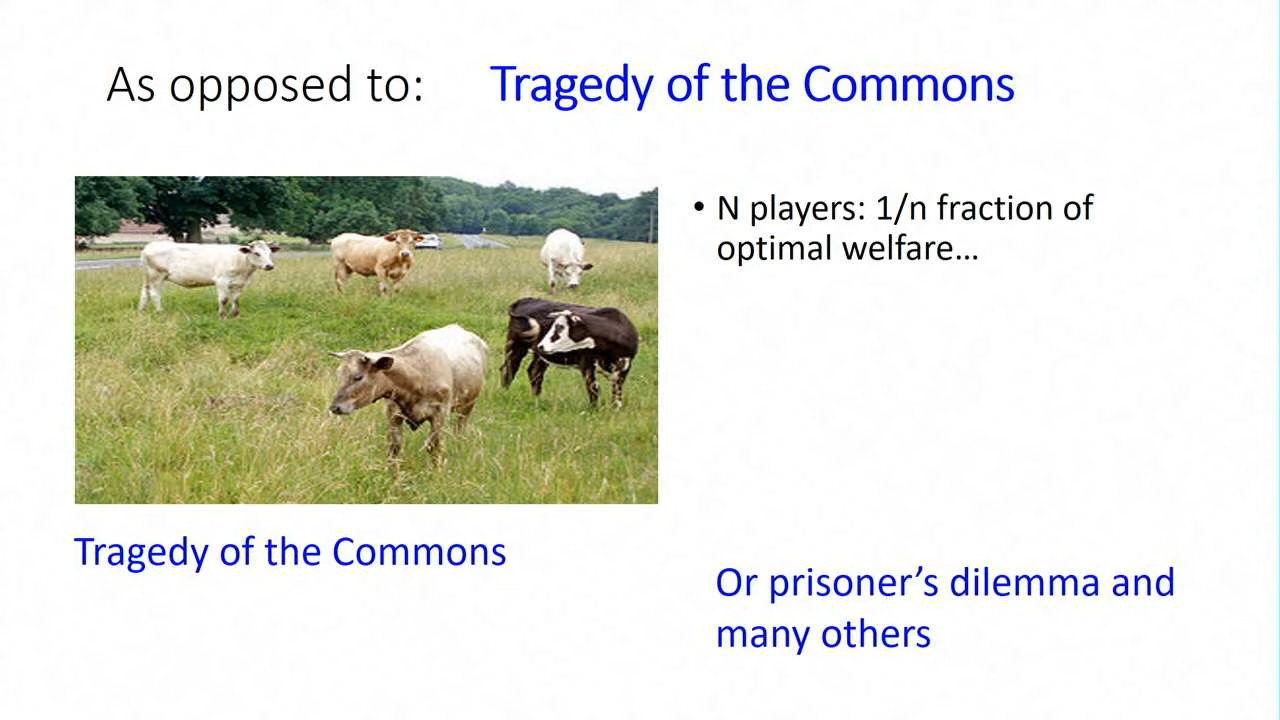 As opposed to: Tragedy of the Commons
• N players: 1/n fraction of
optimal welfare…
Tragedy of the Commons
Or prisoner’s dilemma and
many others